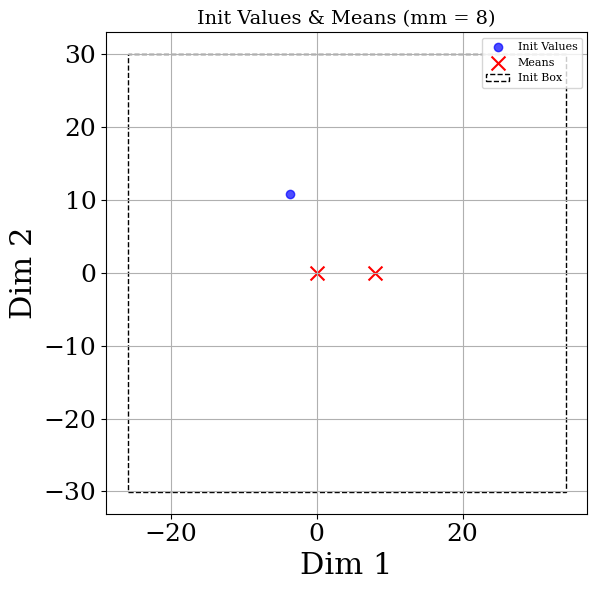 Init Values & Means (mm = 8)
Init Values
Means
Init Box
30
20
10
0
−10
−20
−30
Dim 2
−20
0
20
Dim 1